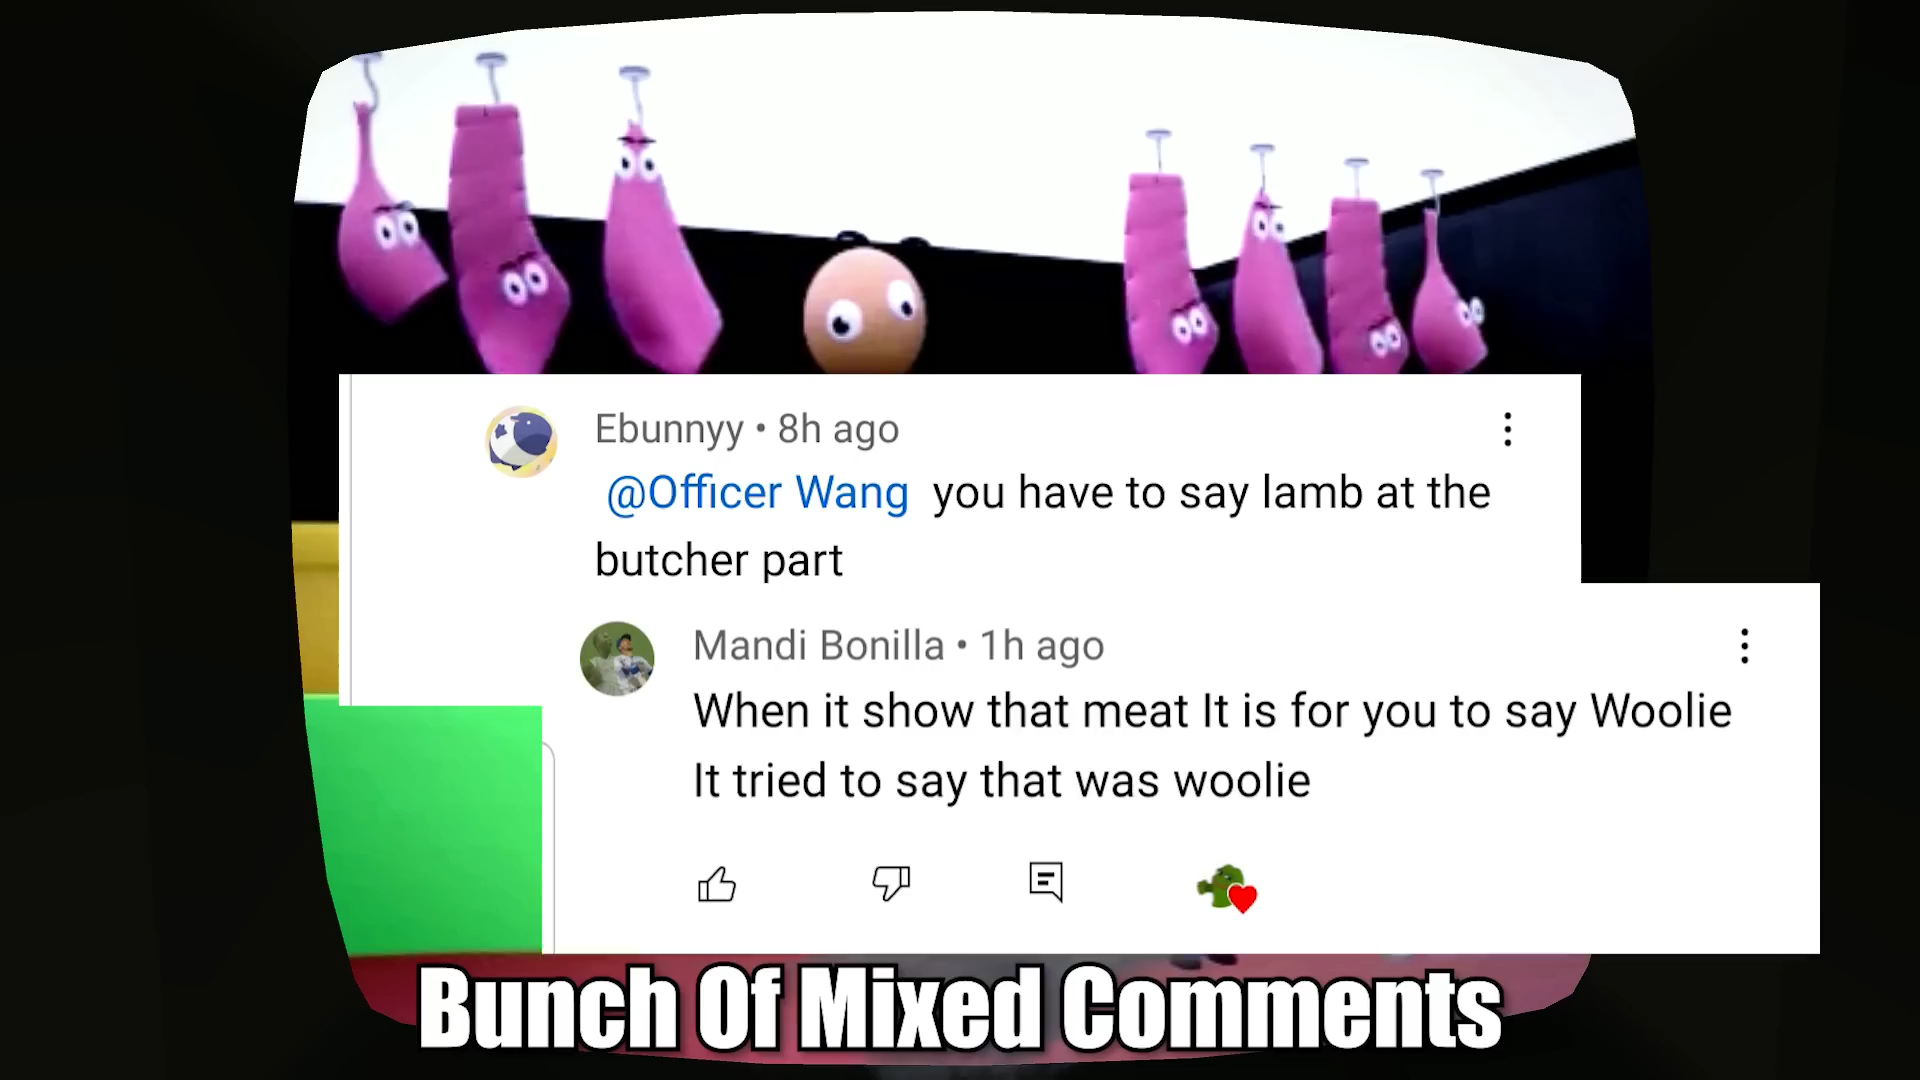 Ebunnyy • 8h ago
@Officer Wang you have to say lamb at the
butcher part
Mandi Bonilla • 1h ago
When it show that meat It is for you to say Woolie
It tried to say that was woolie
Bunch Of Mixed Comments